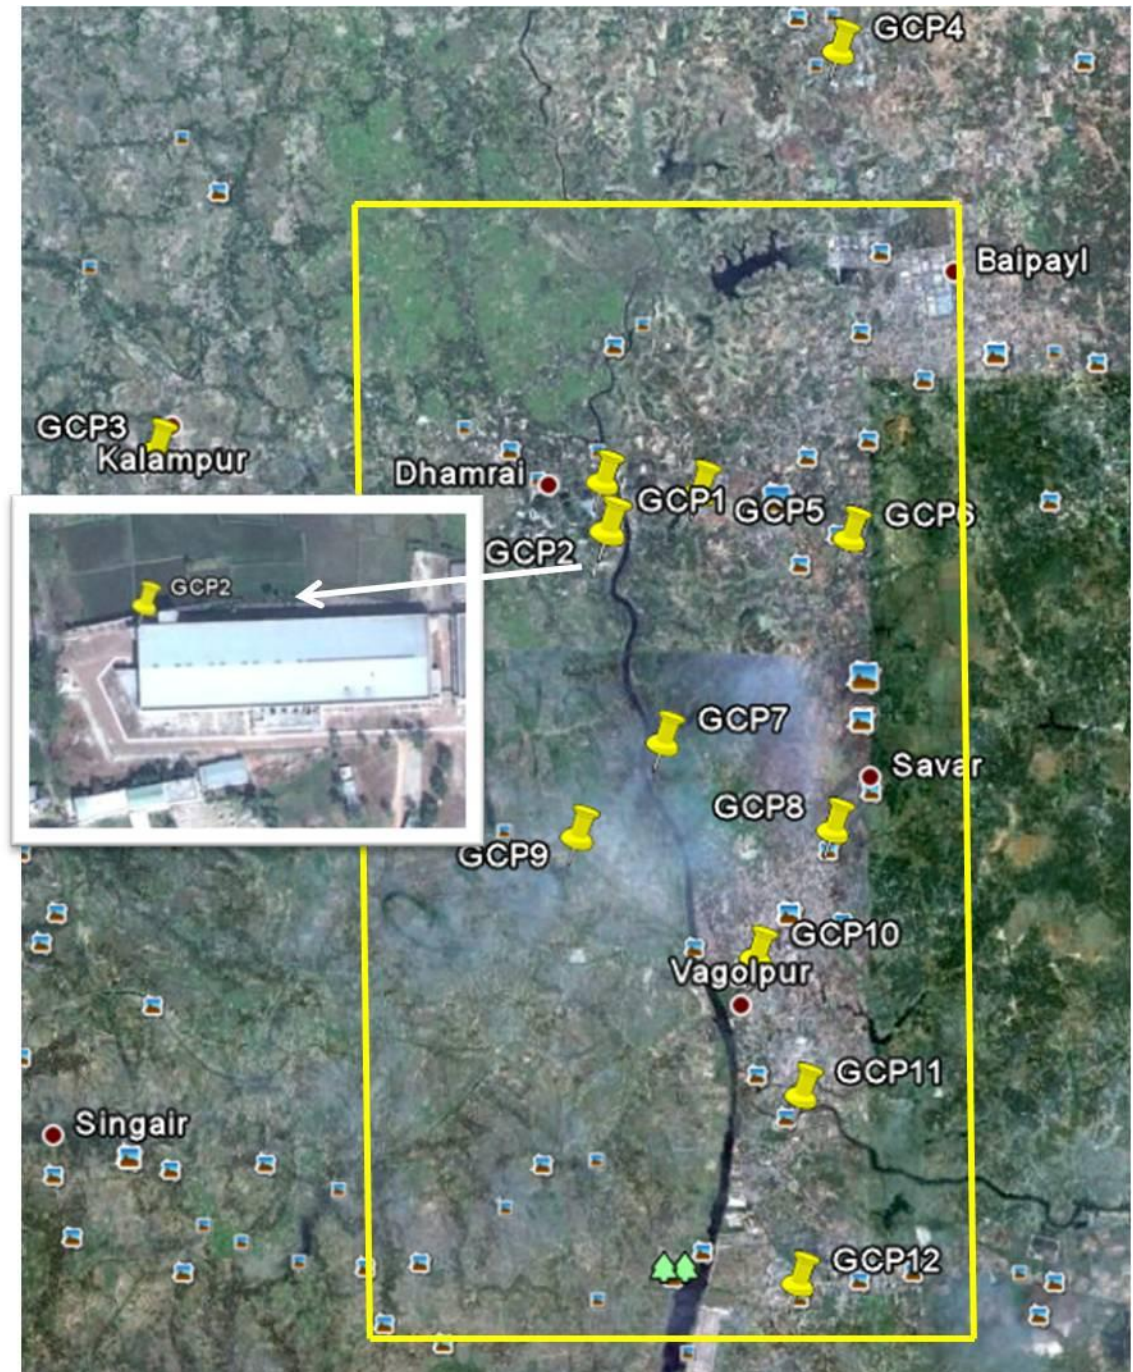 GCP4
Baipayl
GCP3
Kalampur
Dhamrai
GCP1
GCP5
GCP6
GCP2
GCP2
GCP7
Savar
GCP8
GCP9
GCP10
Vagolpur
GCP11
Singair
GCP12